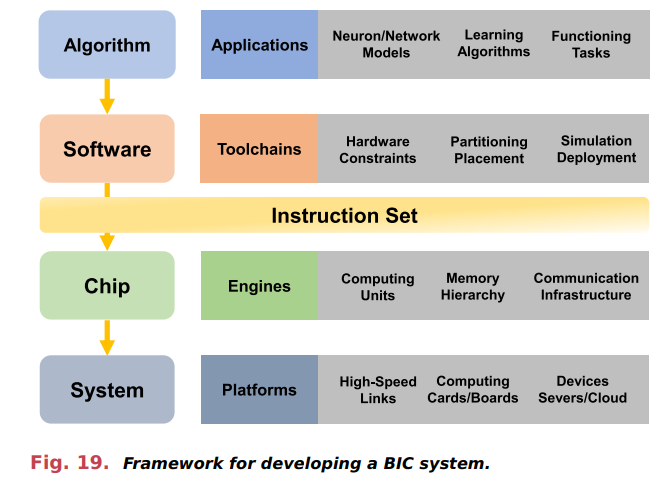 Algorithm
Applications
Neuron/Network
Models
Learning
Algorithms
Functioning
Tasks
Software
Toolchains
Hardware
Constraints
Partitioning
Placement
Simulation
Deployment
Instruction Set
Chip
Engines
Computing
Units
Memory
Hierarchy
Communication
Infrastructure
System
Platforms
High-Speed
Links
Computing
Cards/Boards
Devices
Severs/Cloud
Fig. 19. Framework for developing a BIC system.